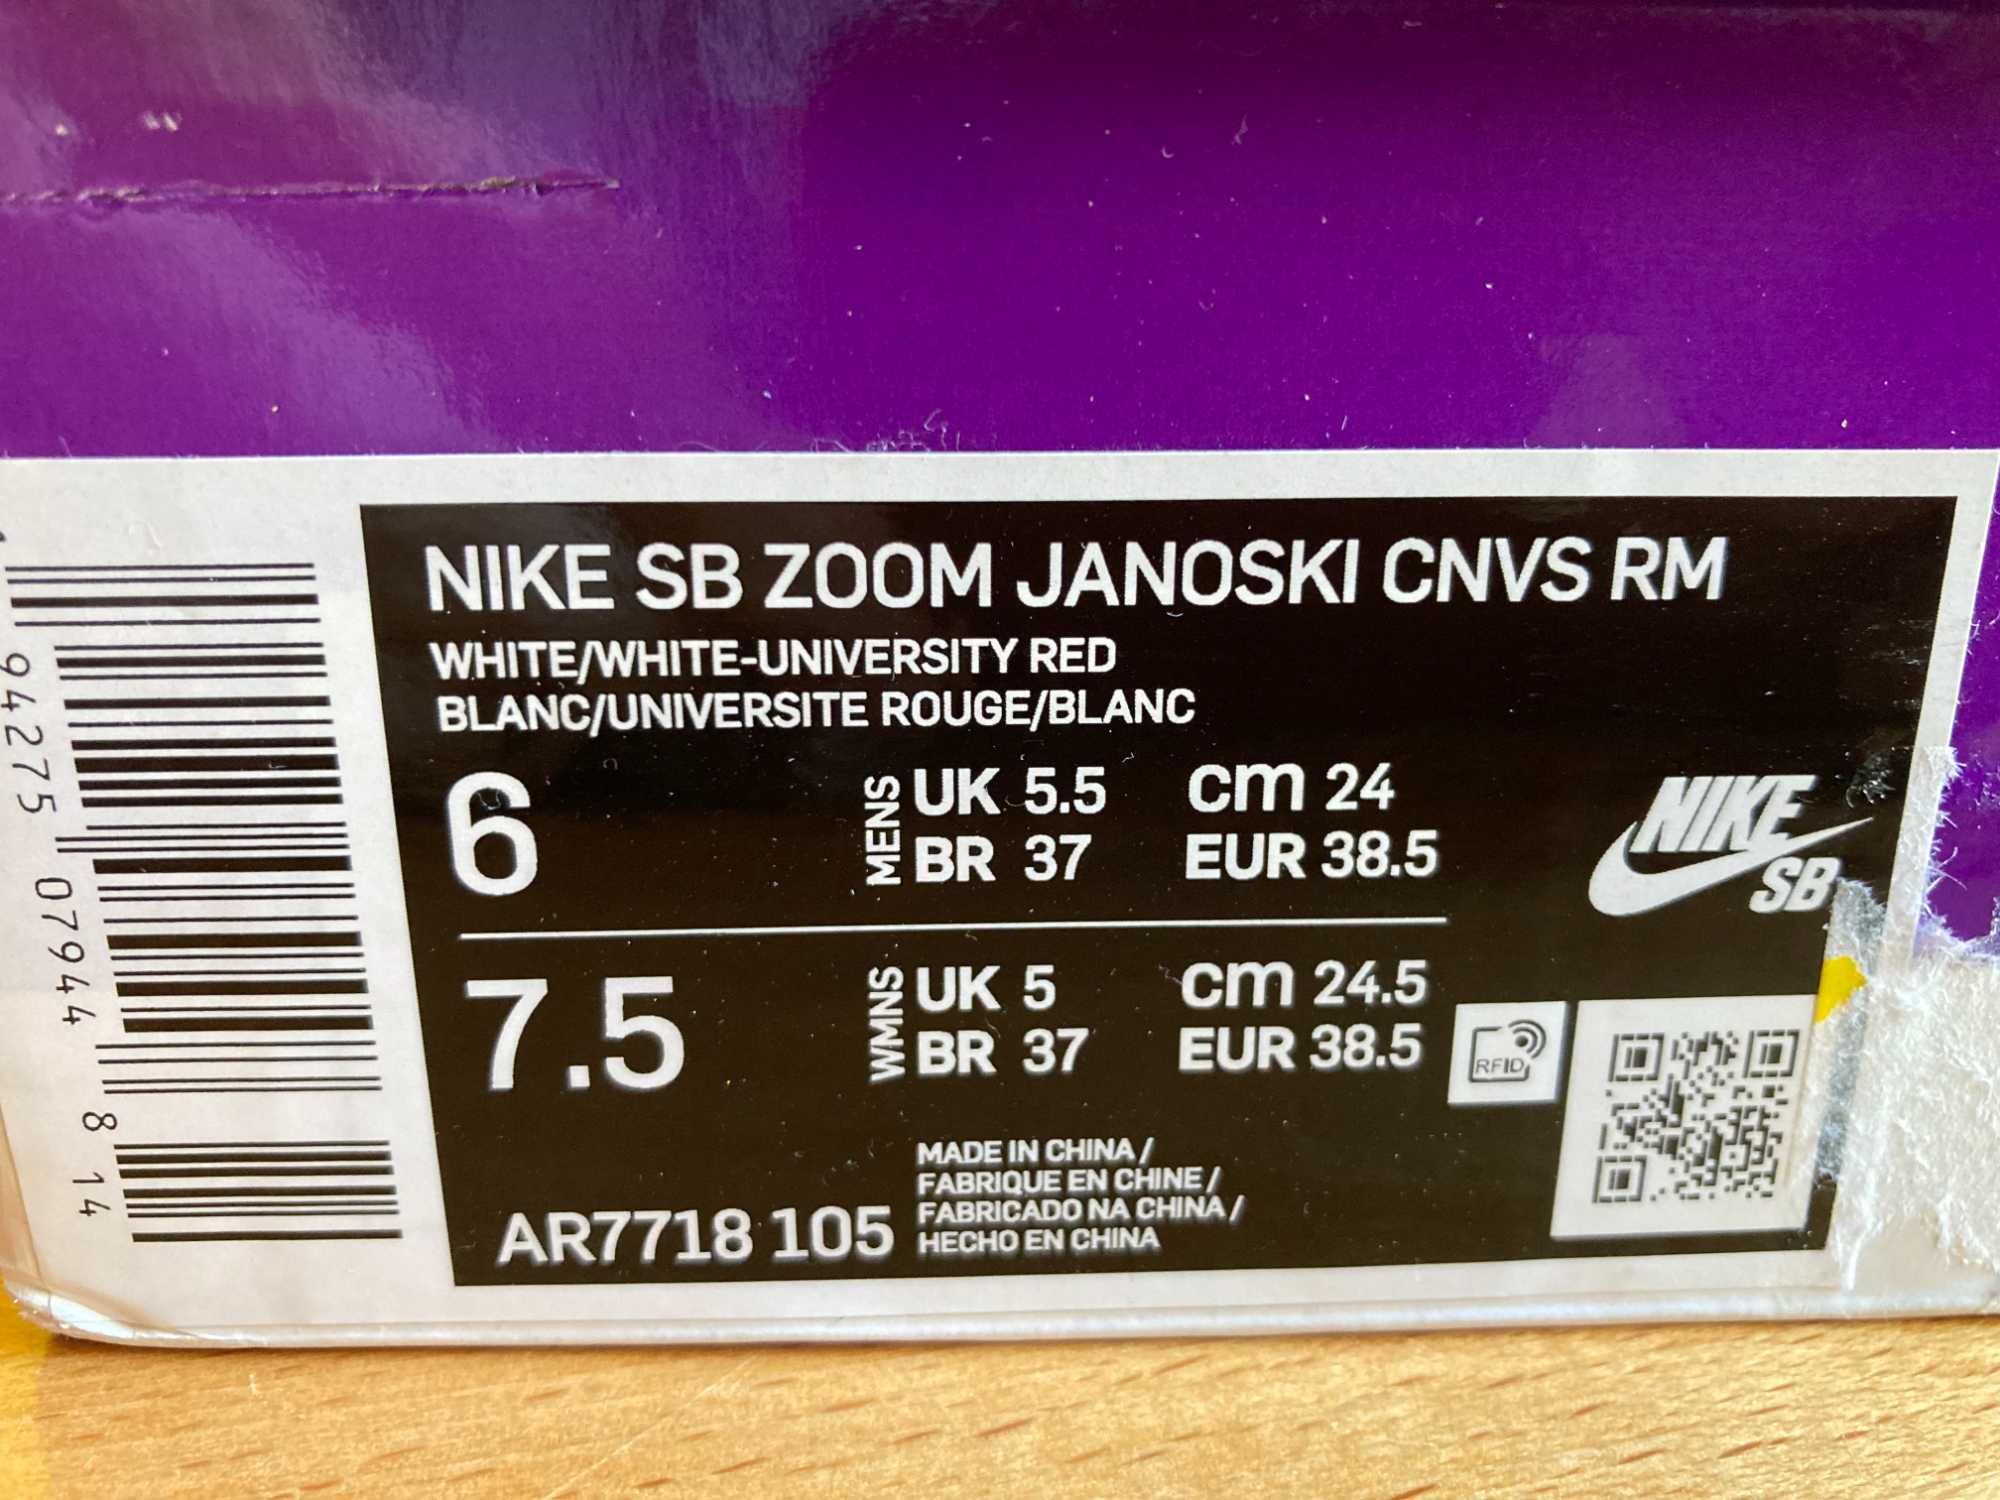 NIKE SB ZOOM JANOSKI CNVS RM
WHITE/WHITE-UNIVERSITY RED
BLANC/UNIVERSITE ROUGE/BLANC
6 MENS UK 5.5 cm 24
BR 37 EUR 38.5
NIKE
SB
7.5 WMNS UK 5 cm 24.5
BR 37 EUR 38.5
RFID
MADE IN CHINA /
FABRIQUE EN CHINE /
FABRICADO NA CHINA /
HECHO EN CHINA
AR7718 105
94275 07944 8 14